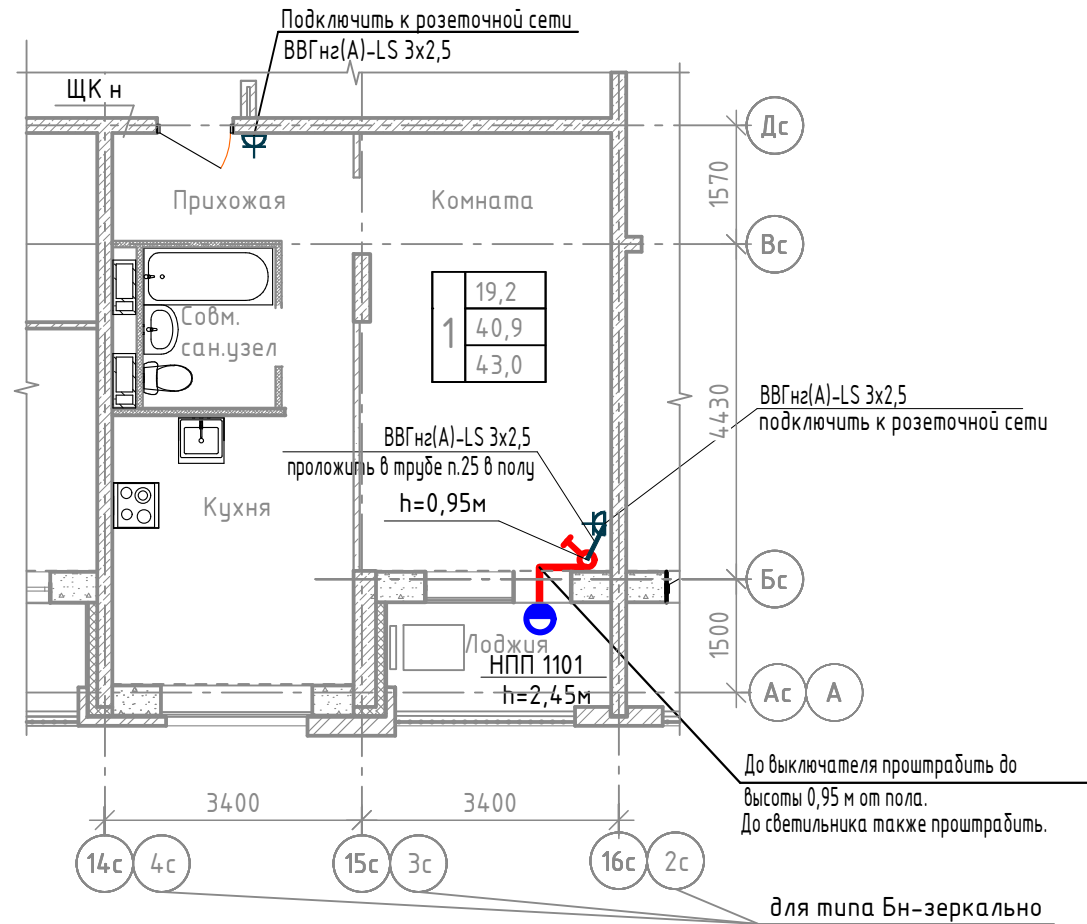 Подключить к розеточной сети
ВВГнг(А)-LS 3х2,5
ЩК н
Дс
1570
Прихожая
Комната
Вс
19,2
1
40,9
43,0
Совм.
сан.узел
4430
ВВГнг(А)-LS 3х2,5
подключить к розеточной сети
ВВГнг(А)-LS 3х2,5
проложить в трубе п.25 в полу
h=0,95м
Кухня
Бс
1500
Лоджия
НПП 1101
h=2,45м
Ас
А
До выключателя проштрабить до
высоты 0,95 м от пола.
До светильника также проштрабить.
3400
3400
14с
4с
15с
3с
16с
2с
для типа Бн-зеркально